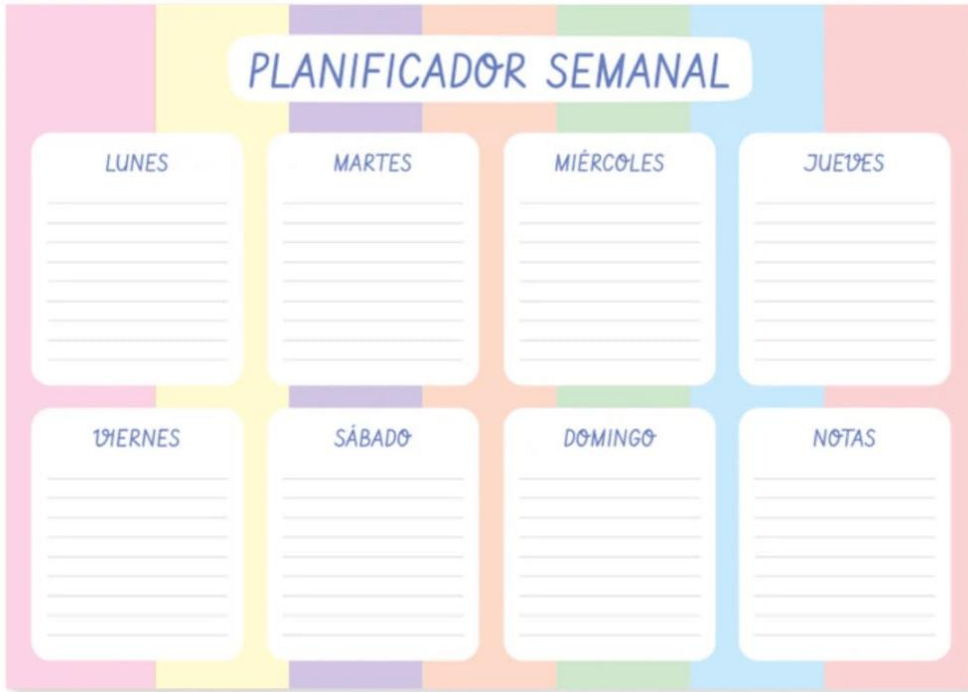 PLANIFICADOR SEMANAL
LUNES
MARTES
MIÉRCOLES
JUEVES
VIERNES
SÁBADO
DOMINGO
NOTAS